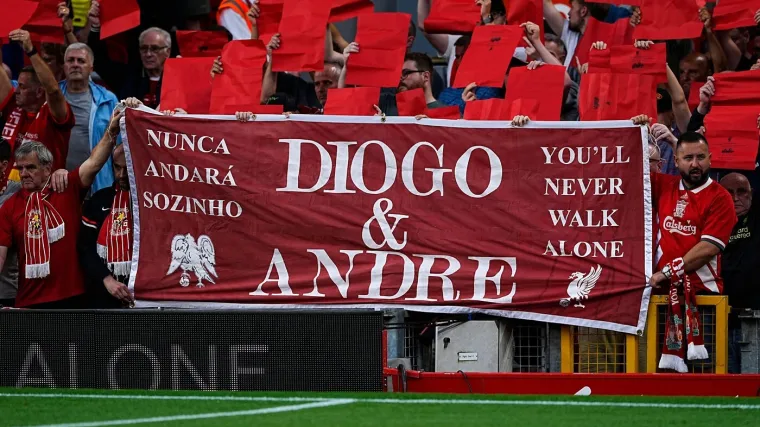 NUNCA
ANDARÁ
SOZINHO
DIOGO
&
ANDRE
YOU'LL
NEVER
WALK
ALONE
Carlsberg
ALONE